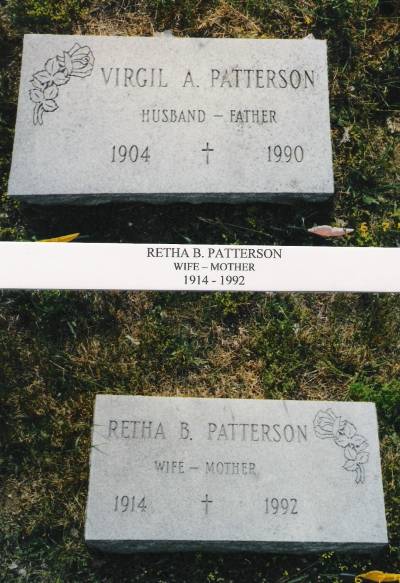 VIRGIL A. PATTERSON
HUSBAND – FATHER
1904 † 1990
RETHA B. PATTERSON
WIFE – MOTHER
1914 - 1992
RETHA B. PATTERSON
WIFE – MOTHER
1914 † 1992